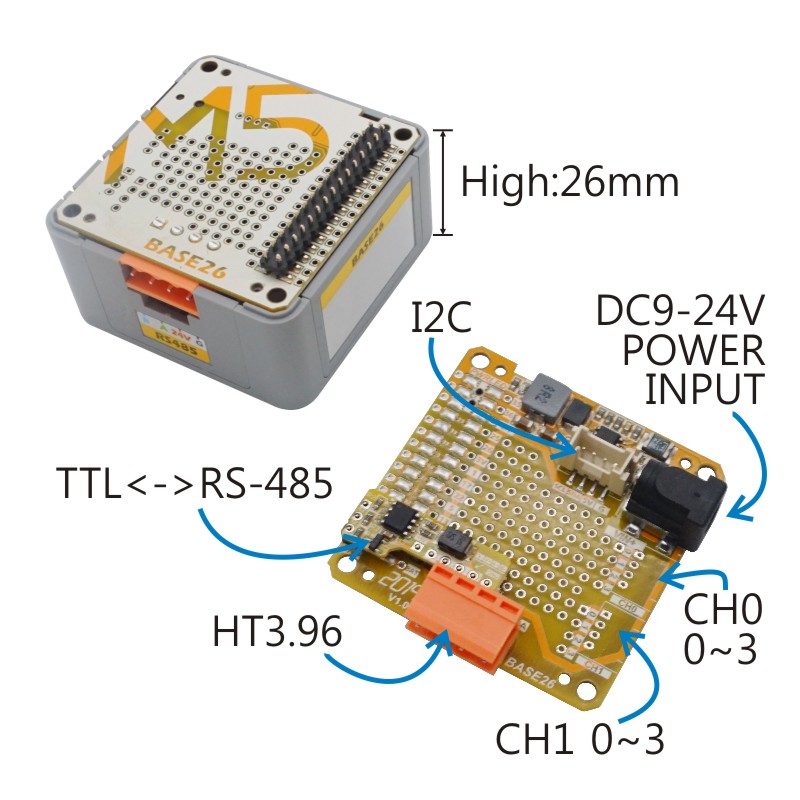 M5
High:26mm
BASE26
BASE26
24V G
RS485
I2C
DC9-24V
POWER
INPUT
TTL<->RS-485
HT3.96
2019
V1.0
CH0
CH0
0~3
CH1
BASE26
CH1 0~3